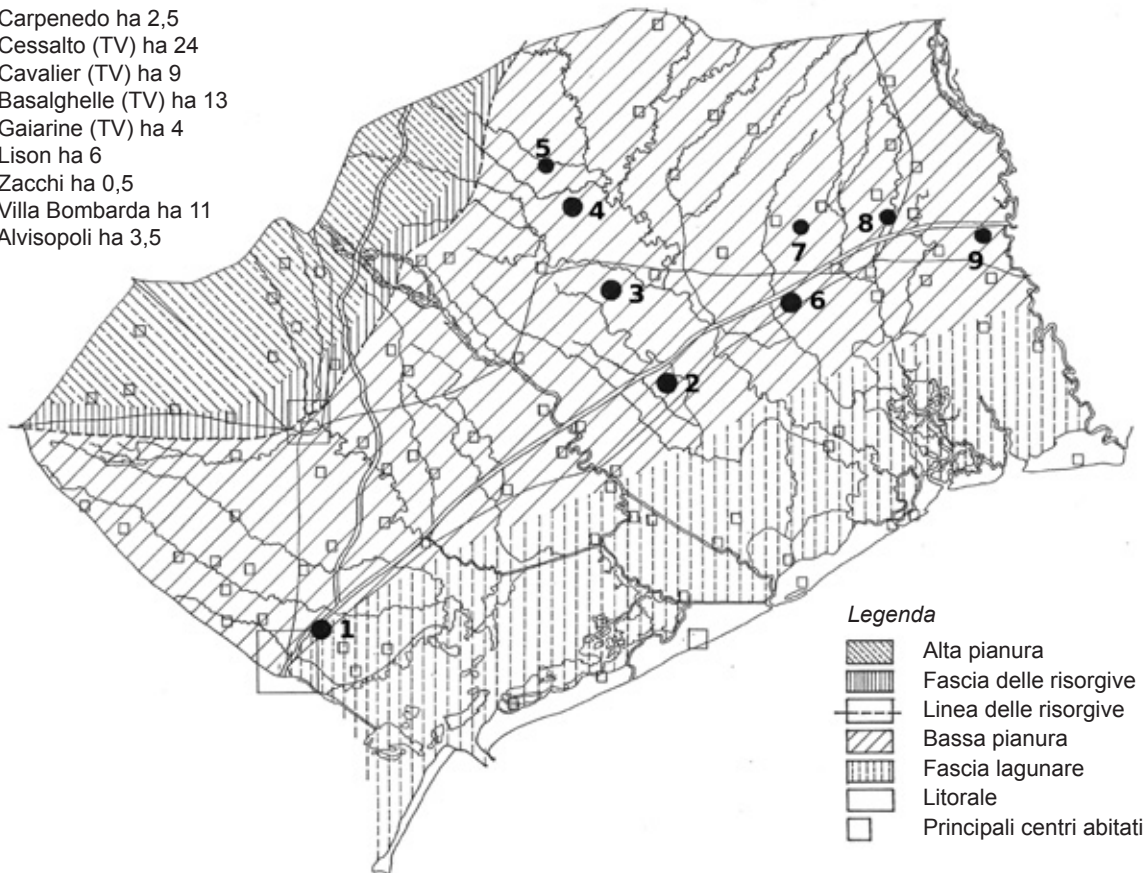 Carpenedo ha 2,5
Cessalto (TV) ha 24
Cavalier (TV) ha 9
Basalghelle (TV) ha 13
Gaiarine (TV) ha 4
Lison ha 6
Zacchi ha 0,5
Villa Bombarda ha 11
Alvisopoli ha 3,5
5
4
8
7
9
3
6
2
1
Legenda
Alta pianura
Fascia delle risorgive
Linea delle risorgive
Bassa pianura
Fascia lagunare
Litorale
Principali centri abitati